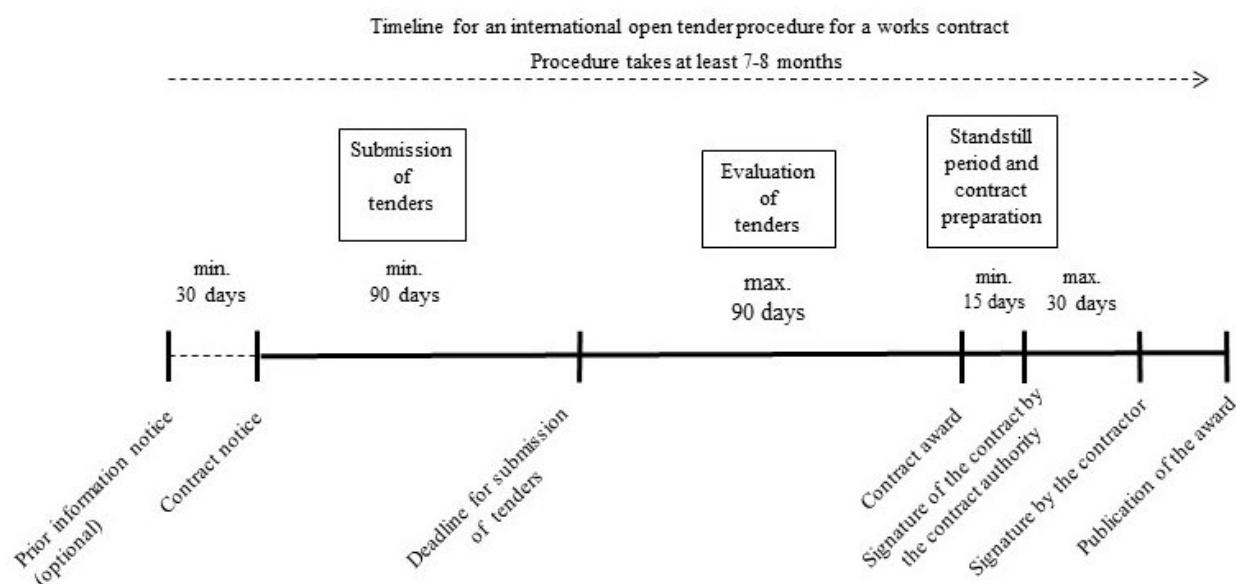 Timeline for an international open tender procedure for a works contract
Procedure takes at least 7-8 months
Submission
of
tenders
Evaluation
of
tenders
Standstill
period and
contract
preparation
min.
30 days
min.
90 days
max.
90 days
min.
15 days
max.
30 days
Prior information notice
(optional)
Contract notice
Deadline for submission
of tenders
Contract award
Signature of the contract by
the contract authority
Signature by the contractor
Publication of the award